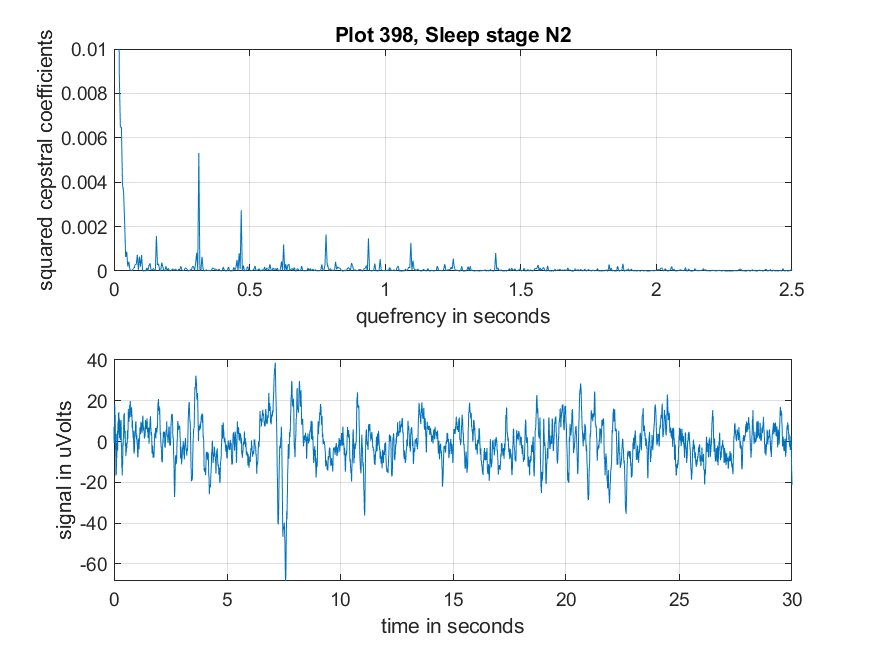 Plot 398, Sleep stage N2
squared cepstral coefficients
0.01
0.008
0.006
0.004
0.002
0
0 0.5 1 1.5 2 2.5
quefrency in seconds
signal in uVolts
40
20
0
-20
-40
-60
0 5 10 15 20 25 30
time in seconds